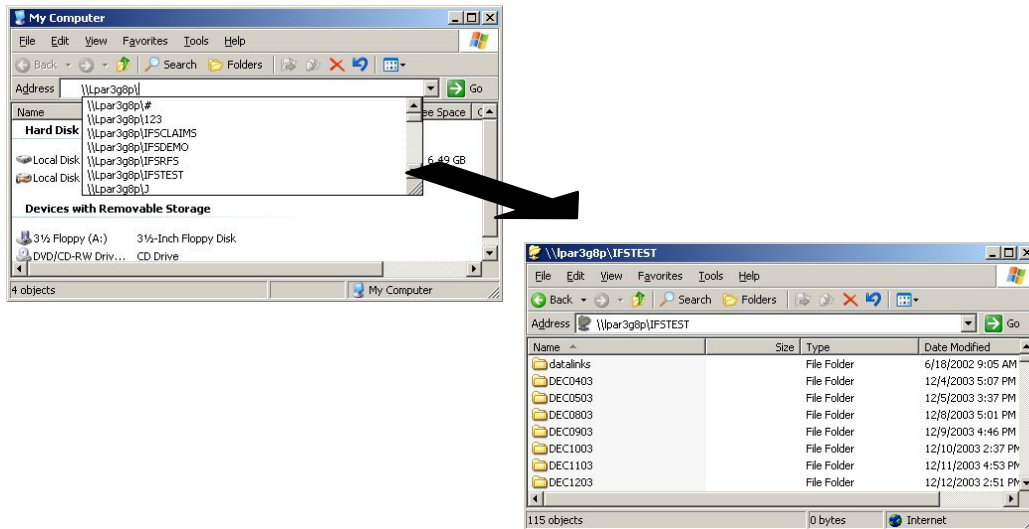 My Computer
File Edit View Favorites Tools Help
Back Search Folders
Address \\Lpar3g8p\ Go
Name ee Space C
\\Lpar3g8p\#
\\Lpar3g8p\123
\\Lpar3g8p\IFSCLAIMS
\\Lpar3g8p\IFSDEMO
\\Lpar3g8p\IFSRFS
\\Lpar3g8p\IFSTEST
\\Lpar3g8p\J
Hard Disk
Local Disk 6.49 GB
Local Disk
Devices with Removable Storage
3½ Floppy (A:) 3½-Inch Floppy Disk
DVD/CD-RW Driv... CD Drive
4 objects My Computer
\\lpar3g8p\IFSTEST
File Edit View Favorites Tools Help
Back Search Folders
Address \\lpar3g8p\IFSTEST Go
Name Size Type Date Modified
datalinks File Folder 6/18/2002 9:05 AM
DEC0403 File Folder 12/4/2003 5:07 PM
DEC0503 File Folder 12/5/2003 3:37 PM
DEC0803 File Folder 12/8/2003 5:01 PM
DEC0903 File Folder 12/9/2003 4:46 PM
DEC1003 File Folder 12/10/2003 2:37 PM
DEC1103 File Folder 12/11/2003 4:53 PM
DEC1203 File Folder 12/12/2003 2:51 PM
115 objects 0 bytes Internet